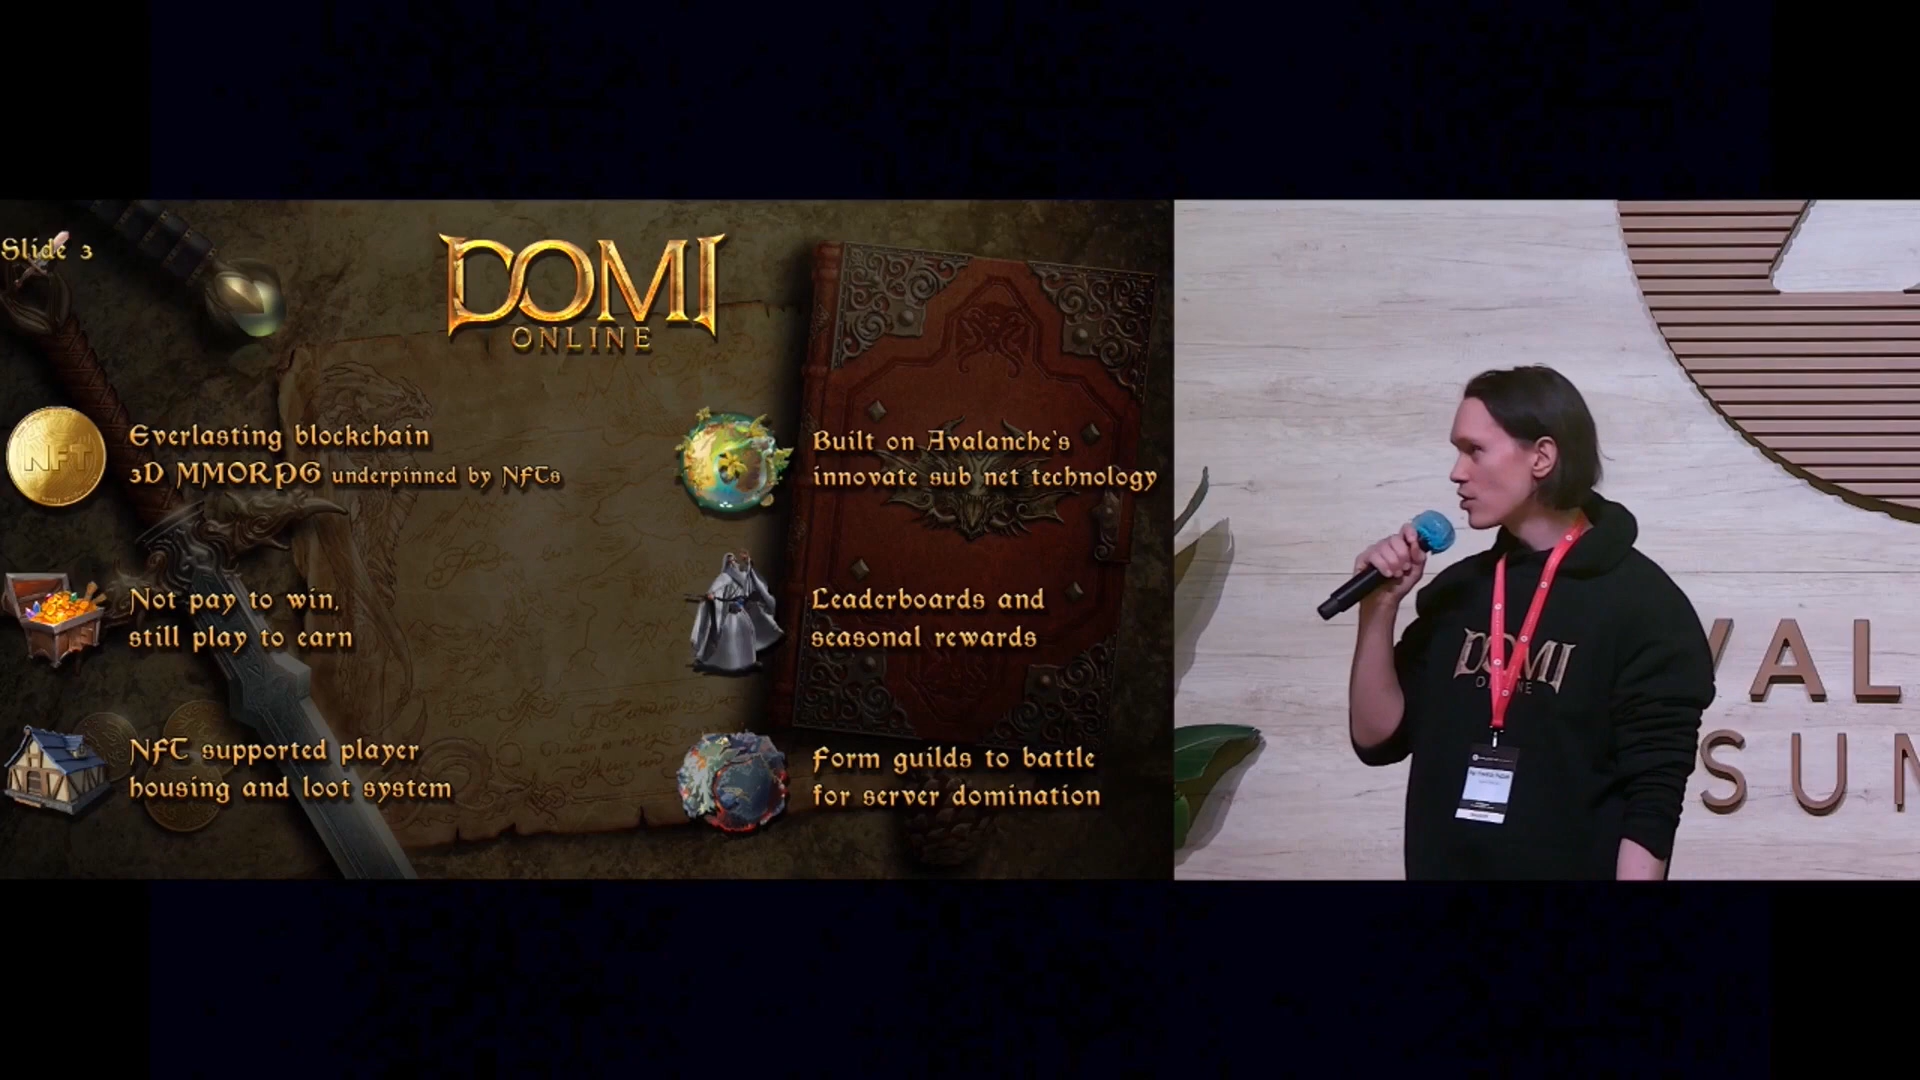 Slide 3
DOMI
ONLINE
NFT
Everlasting blockchain
3D MMORPG underpinned by NFTs
Built on Avalanche's
innovate sub net technology
Not pay to win,
still play to earn
Leaderboards and
seasonal rewards
NFT supported player
housing and loot system
Form guilds to battle
for server domination
DOMI
VAL
SUM